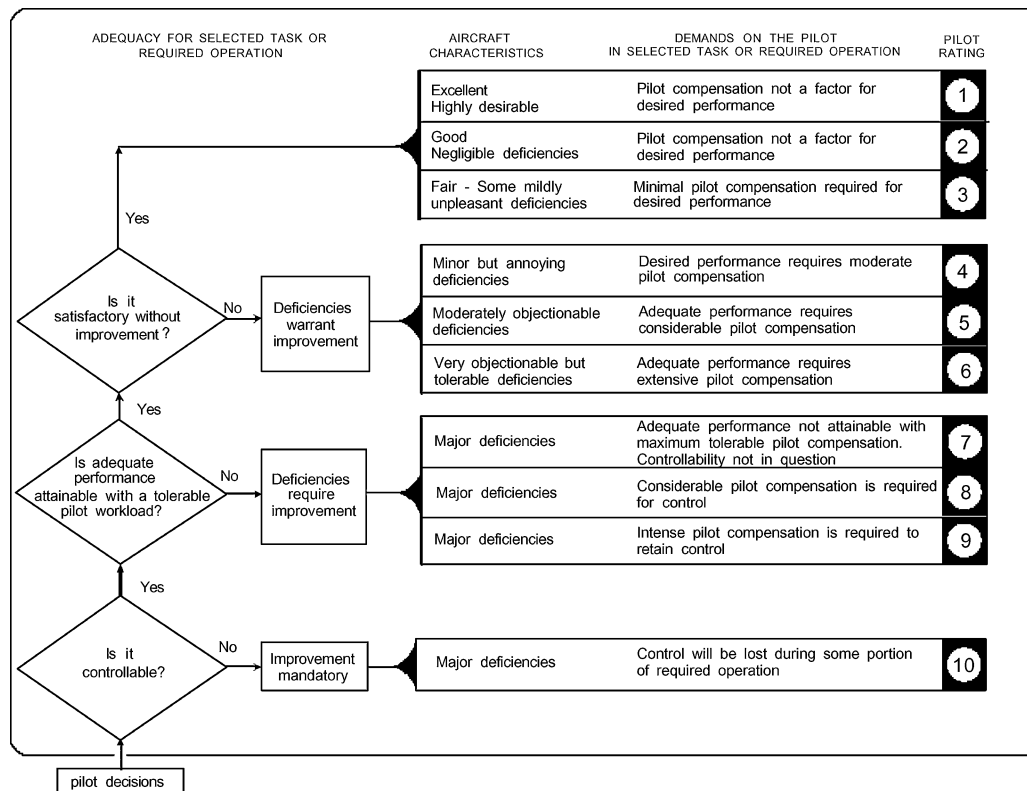 ADEQUACY FOR SELECTED TASK OR
REQUIRED OPERATION
AIRCRAFT
CHARACTERISTICS
DEMANDS ON THE PILOT
IN SELECTED TASK OR REQUIRED OPERATION
PILOT
RATING
Excellent
Highly desirable
Pilot compensation not a factor for
desired performance
1
Good
Negligible deficiencies
Pilot compensation not a factor for
desired performance
2
Fair - Some mildly
unpleasant deficiencies
Minimal pilot compensation required for
desired performance
3
Yes
Is it
satisfactory without
improvement?
No
Deficiencies
warrant
improvement
Minor but annoying
deficiencies
Desired performance requires moderate
pilot compensation
4
Moderately objectionable
deficiencies
Adequate performance requires
considerable pilot compensation
5
Very objectionable but
tolerable deficiencies
Adequate performance requires
extensive pilot compensation
6
Yes
Is adequate
performance
attainable with a tolerable
pilot workload?
No
Deficiencies
require
improvement
Major deficiencies
Adequate performance not attainable with
maximum tolerable pilot compensation.
Controllability not in question
7
Major deficiencies
Considerable pilot compensation is required
for control
8
Major deficiencies
Intense pilot compensation is required to
retain control
9
Yes
Is it
controllable?
No
Improvement
mandatory
Major deficiencies
Control will be lost during some portion
of required operation
10
pilot decisions